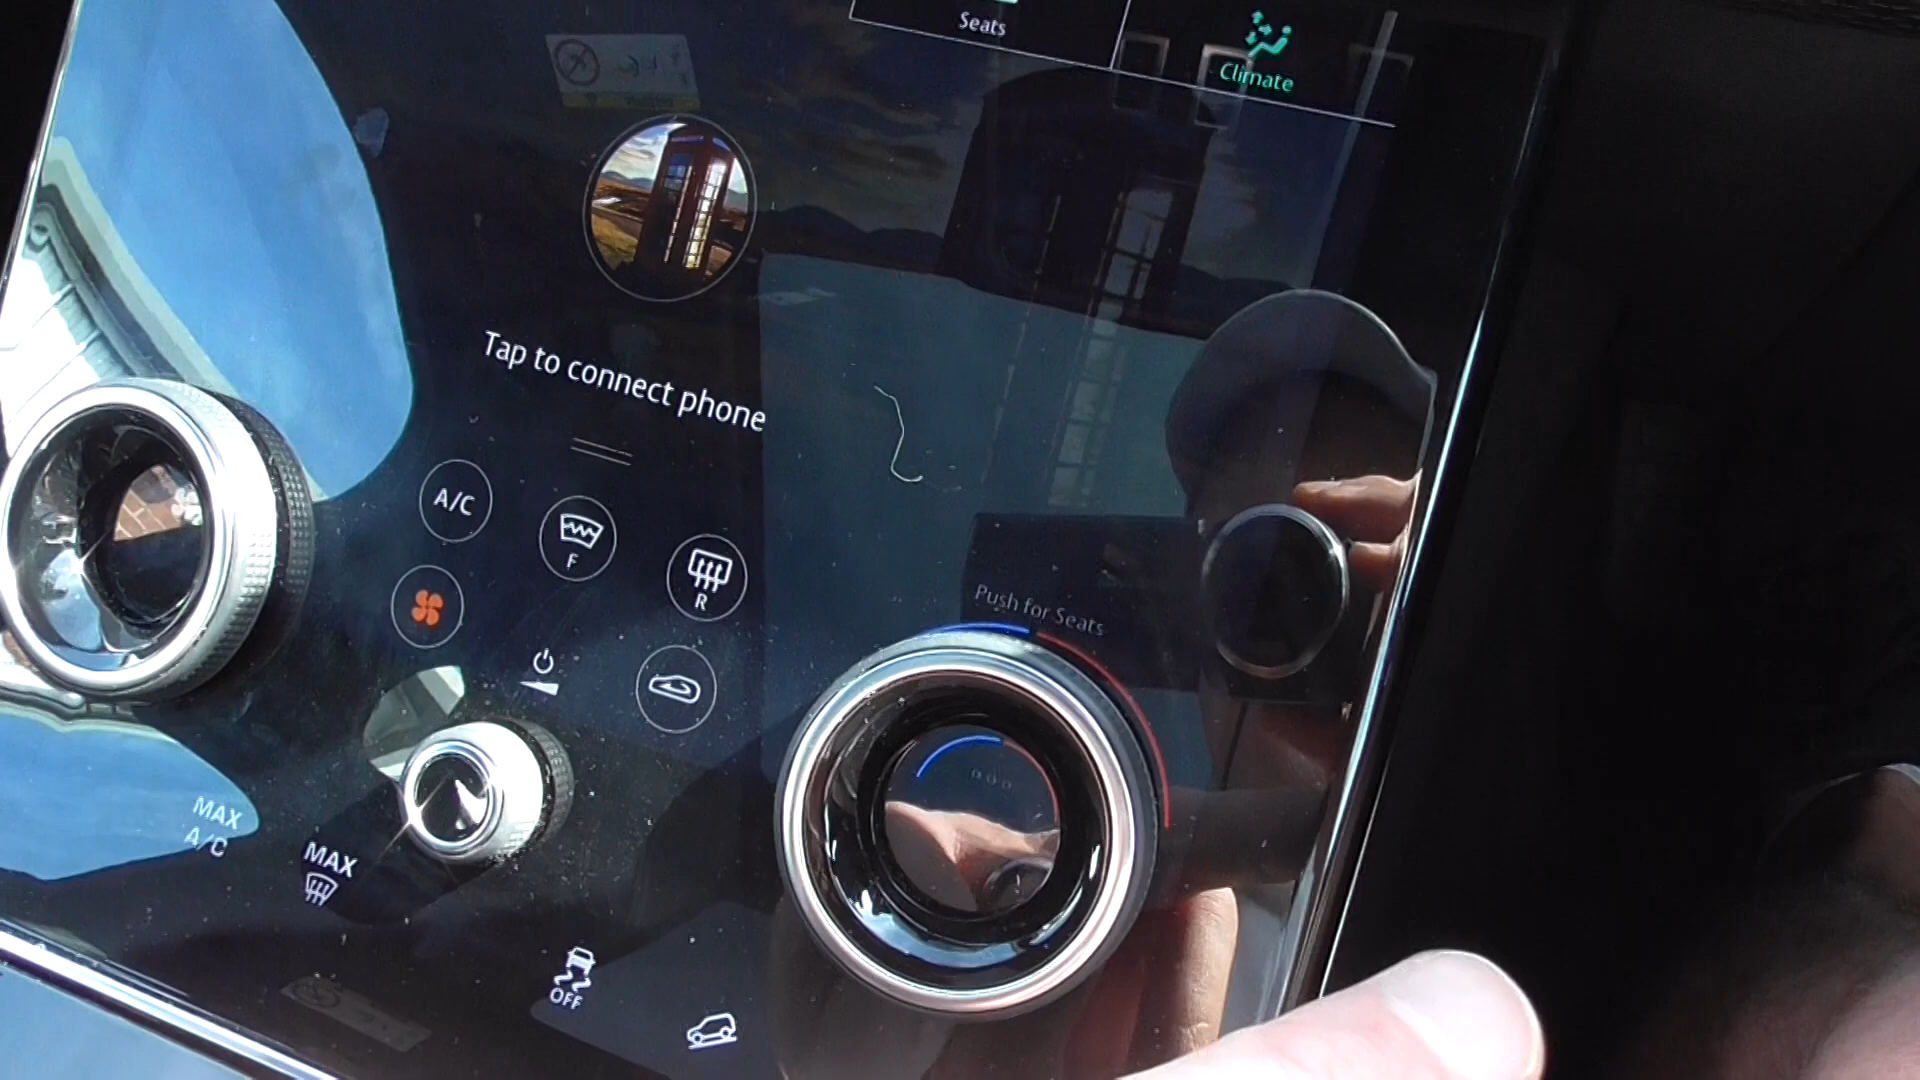 Seats
Climate
Tap to connect phone
A/C
F
R
Push for Seats
MAX
A/C
MAX
OFF